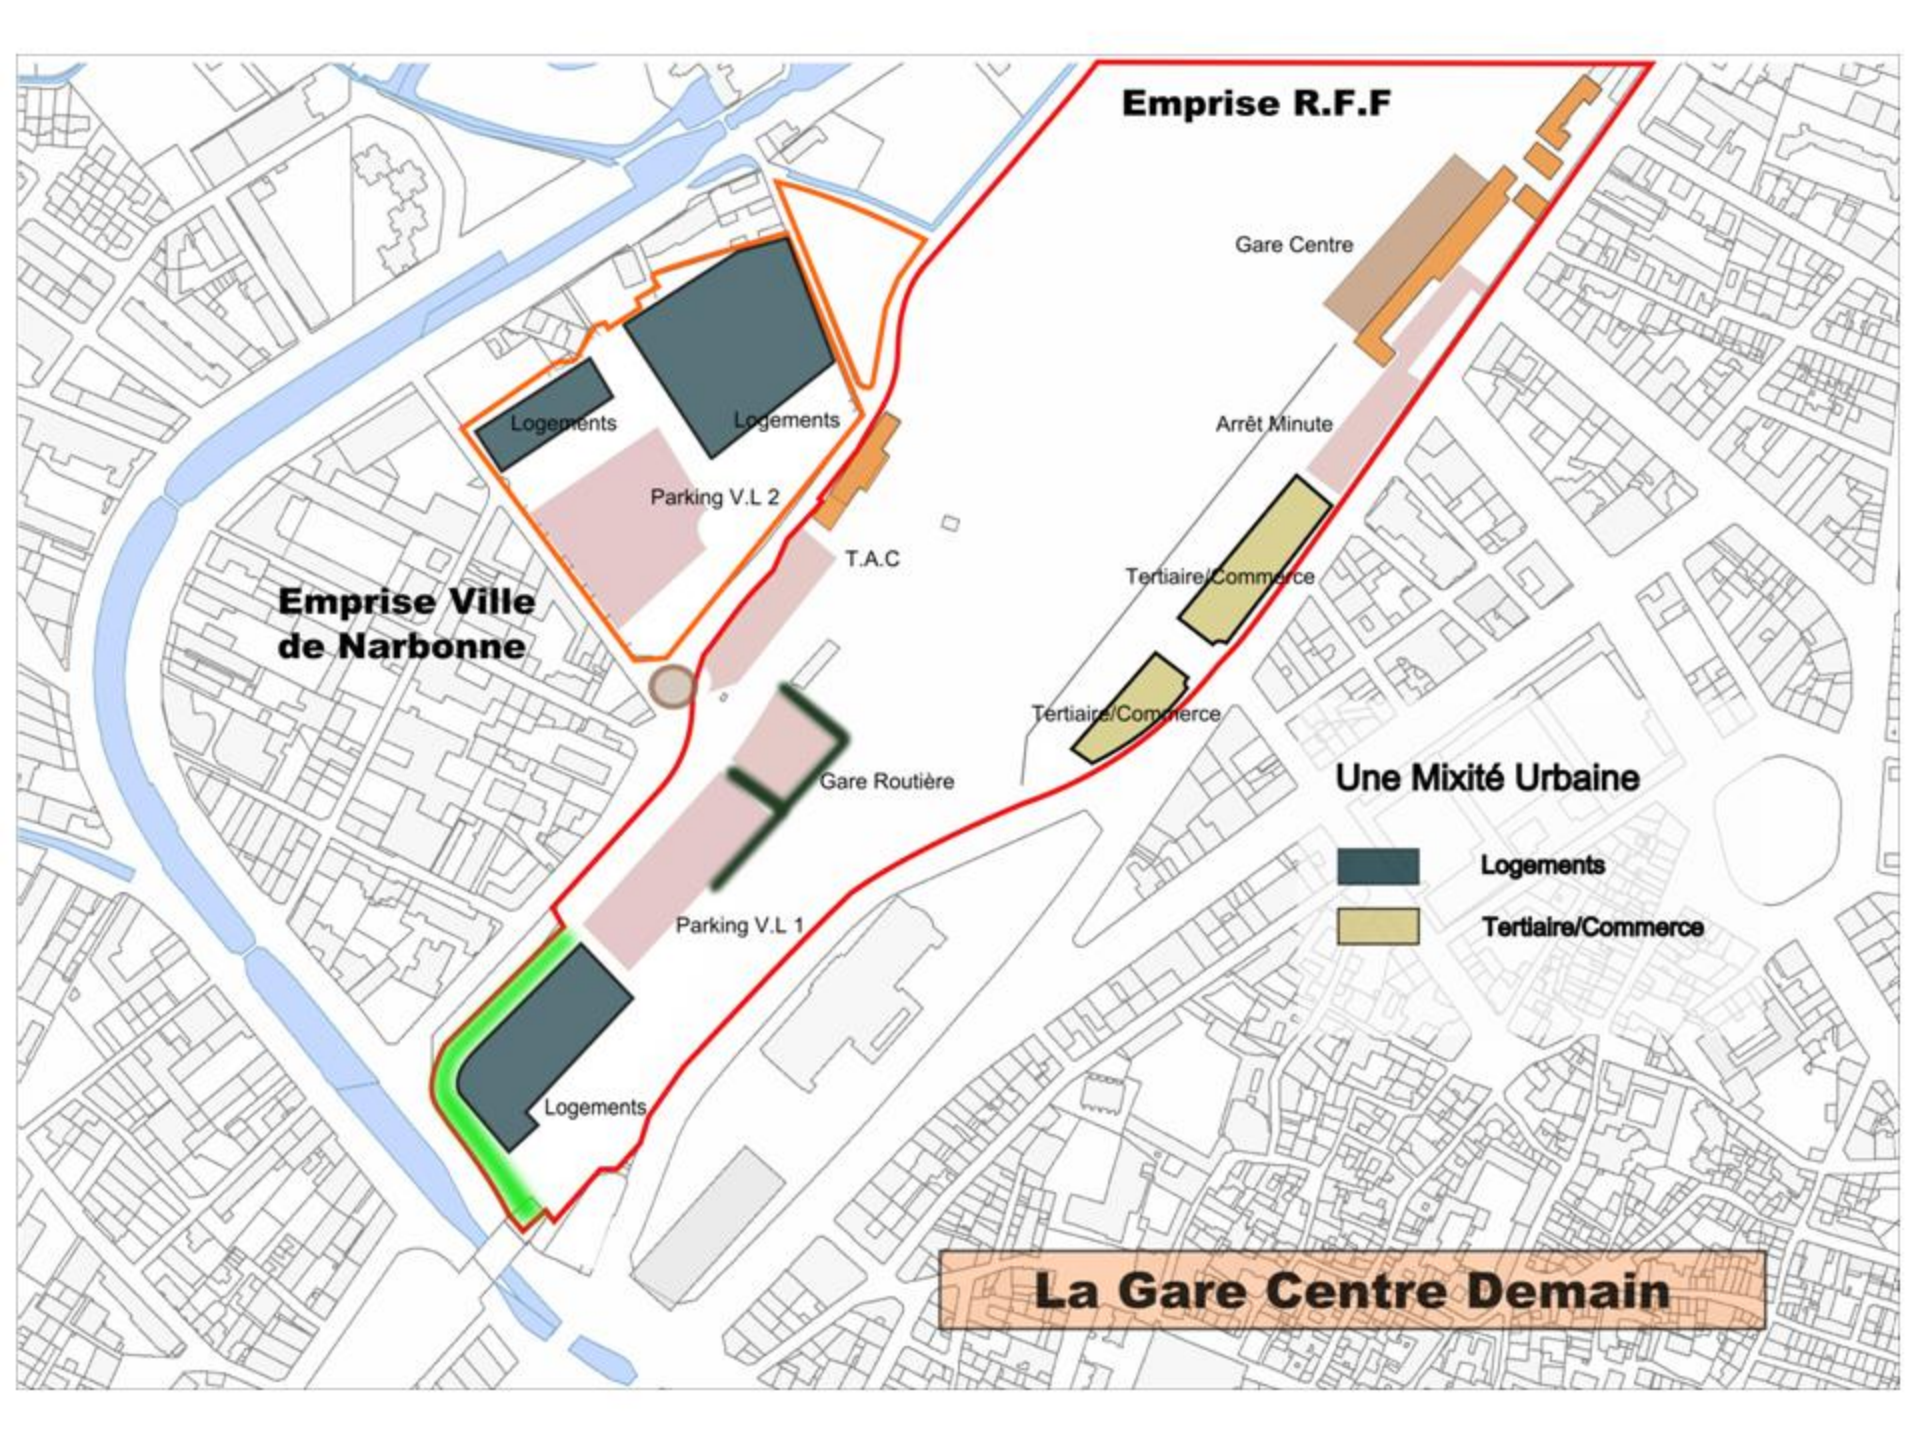 Emprise R.F.F
Gare Centre
Logements
Logements
Arrêt Minute
Parking V.L 2
T.A.C
Tertiaire/Commerce
Emprise Ville
de Narbonne
Tertiaire/Commerce
Gare Routière
Une Mixité Urbaine
Logements
Parking V.L 1
Tertiaire/Commerce
Logements
La Gare Centre Demain